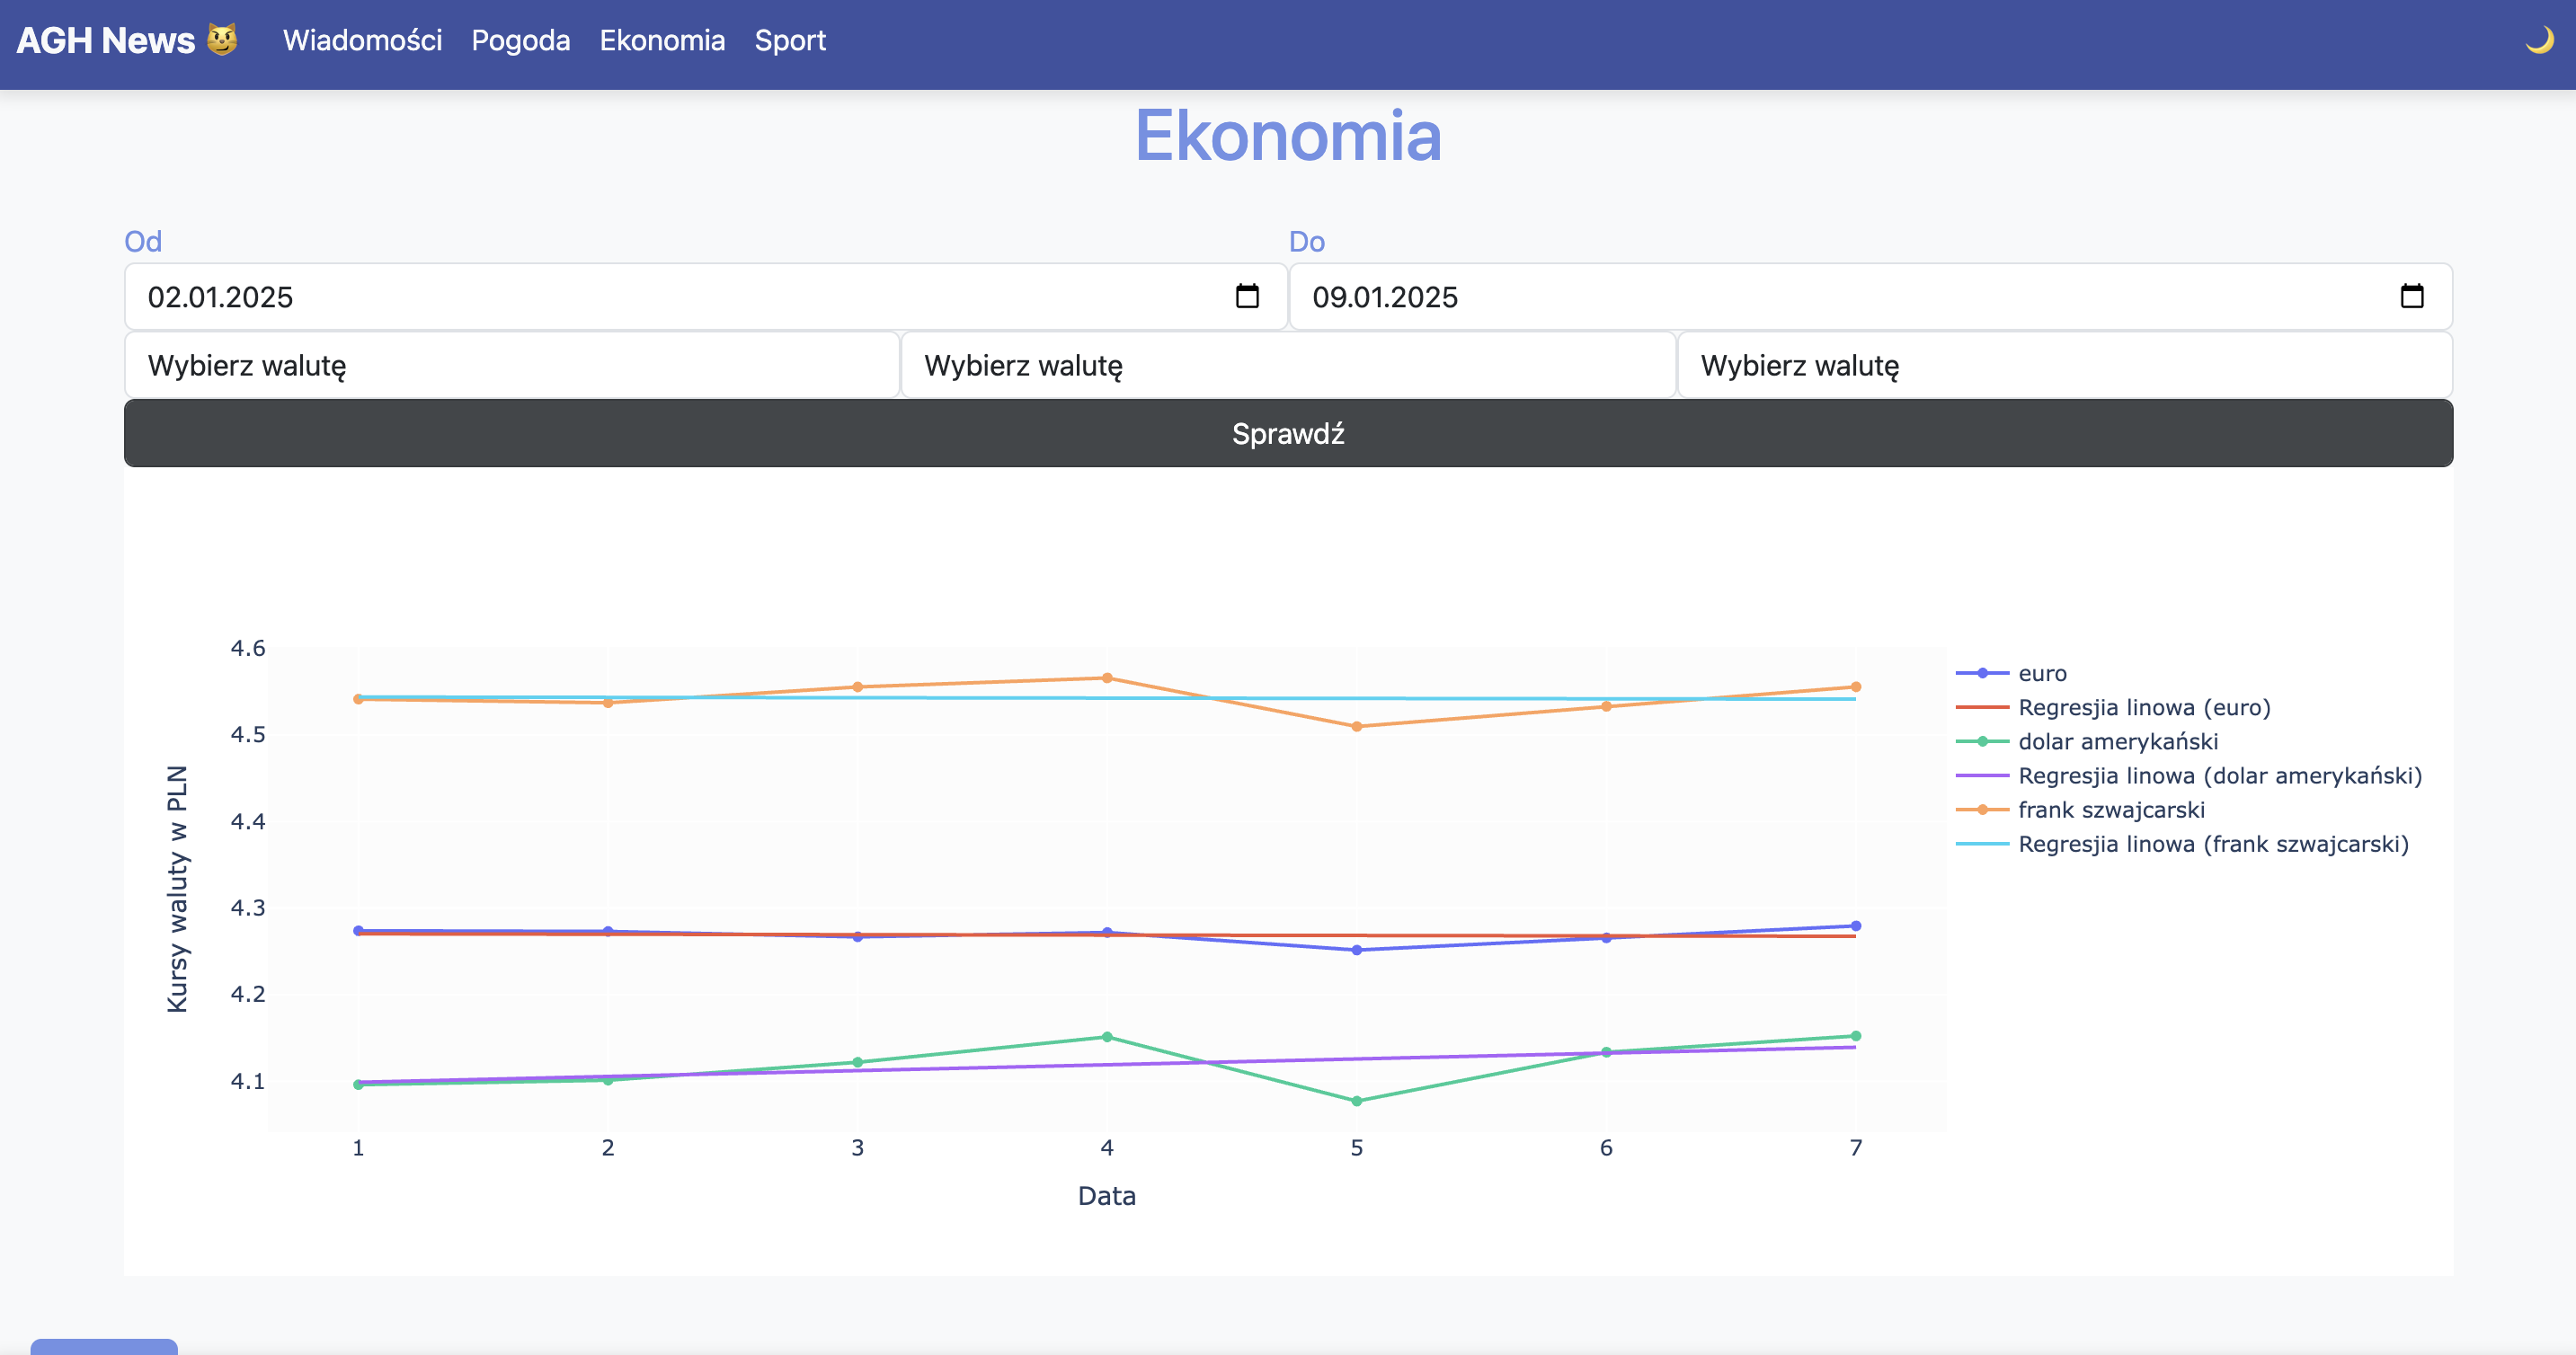 AGH News 😼 Wiadomości Pogoda Ekonomia Sport
Ekonomia
Od Do
02.01.2025 09.01.2025
Wybierz walutę Wybierz walutę Wybierz walutę
Sprawdź
Kursy waluty w PLN
4.6
4.5
4.4
4.3
4.2
4.1
1 2 3 4 5 6 7
Data
euro
Regresjia linowa (euro)
dolar amerykański
Regresjia linowa (dolar amerykański)
frank szwajcarski
Regresjia linowa (frank szwajcarski)